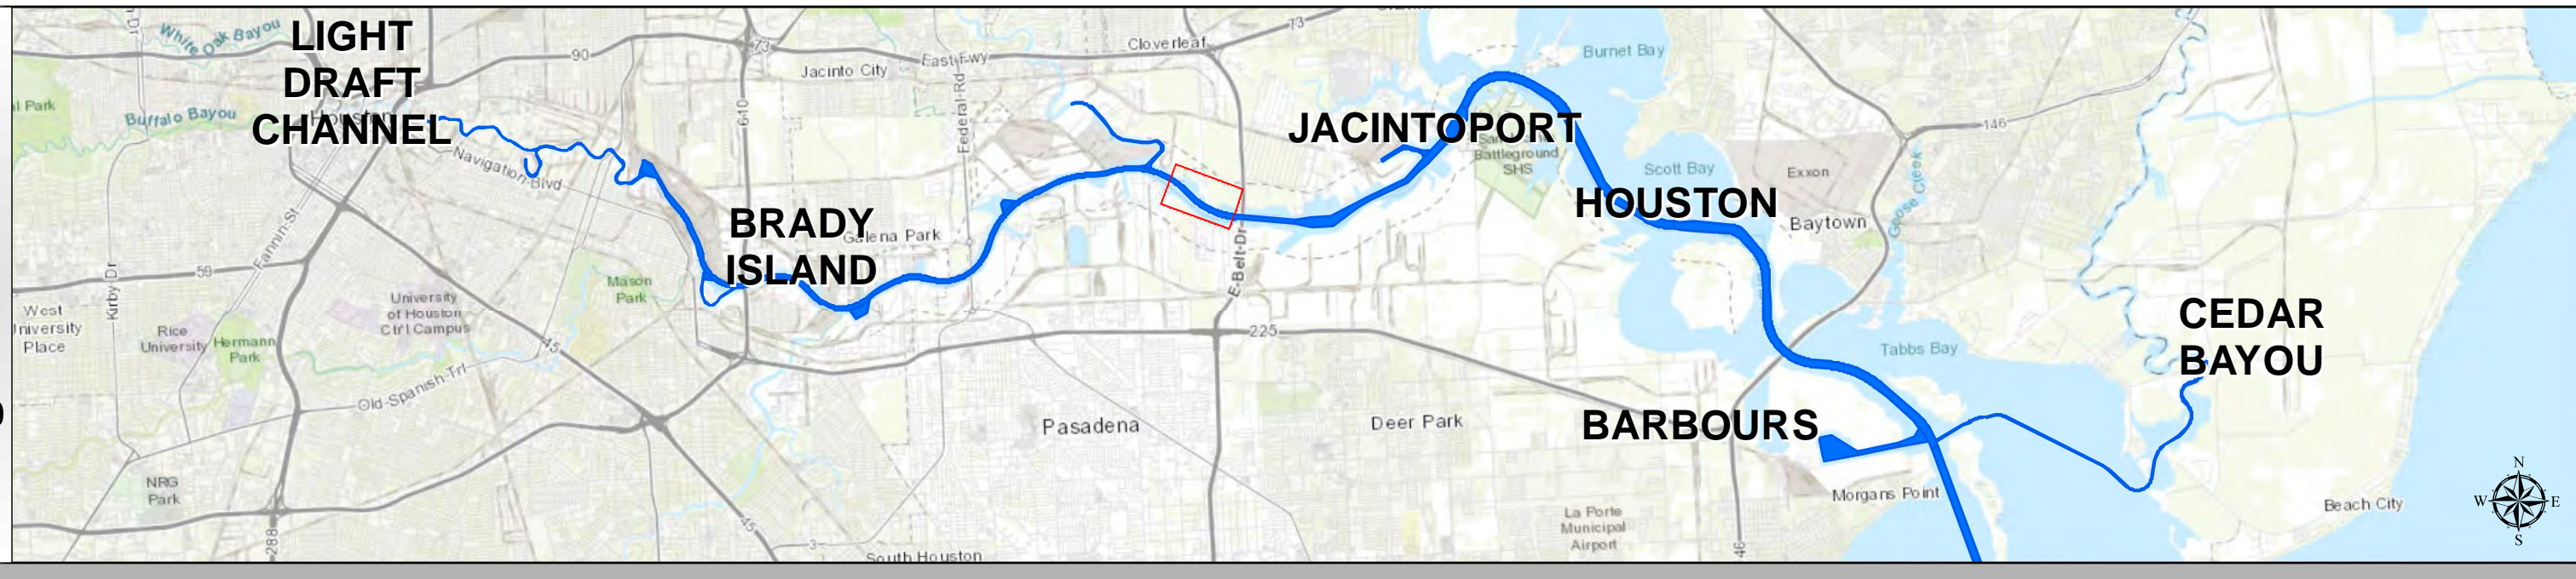 LIGHT
DRAFT
CHANNEL
White Oak Bayou
Buffalo Bayou
Houston
90
73
East Fwy
Cloverleaf
73
Jacinto City
610
Federal Rd
Navigation Blvd
Burnet Bay
JACINTOPORT
Battleground
SHS
Scott Bay
Exxon
146
Goose Creek
HOUSTON
Baytown
BRADY
ISLAND
Galena Park
E Belt Dr
Fannin St
59
Kirby Dr
Mason
Park
University
of Houston
Ctr'l Campus
West
University
Place
Rice
University
Hermann
Park
45
Old Spanish Trl
225
Tabbs Bay
CEDAR
BAYOU
Pasadena
Deer Park
BARBOURS
Morgans Point
Beach City
NRG
Park
288
45
3
South Houston
La Porte
Municipal
Airport
N
W
E
S